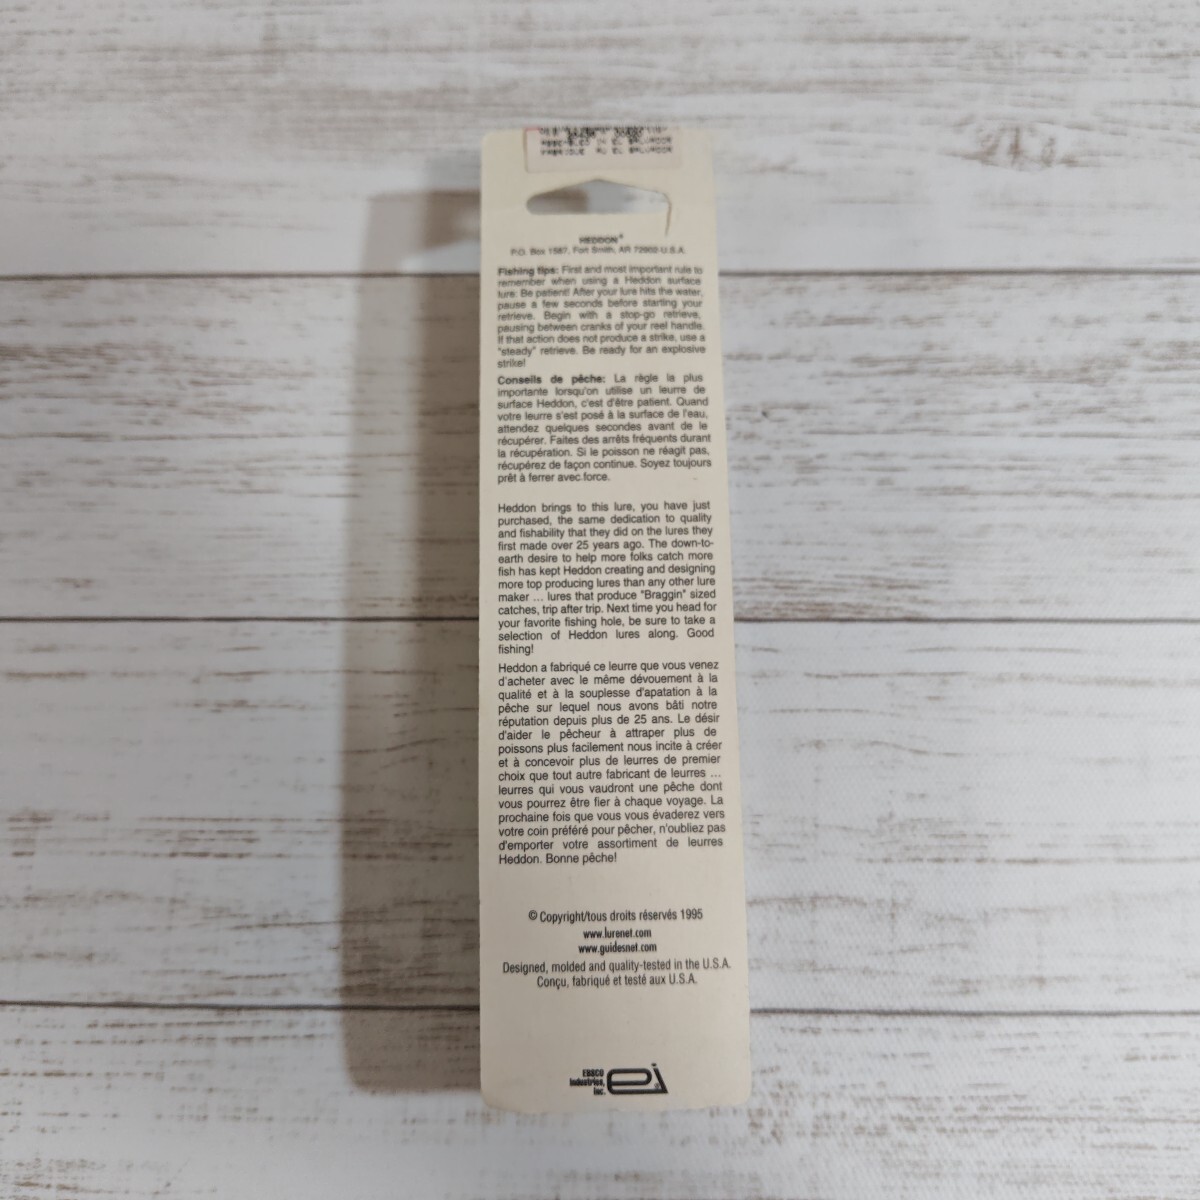 ASSEMBLED IN EL SALVADOR
FABRIQUE AU EL SALVADOR
HEDDON®
P.O. Box 1587, Fort Smith, AR 72902 U.S.A.
Fishing tips: First and most important rule to
remember when using a Heddon surface
lure: Be patient! After your lure hits the water,
pause a few seconds before starting your
retrieve. Begin with a stop-go retrieve,
pausing between cranks of your reel handle.
If that action does not produce a strike, use a
"steady" retrieve. Be ready for an explosive
strike!
Conseils de pêche: La règle la plus
importante lorsqu'on utilise un leurre de
surface Heddon, c'est d'être patient. Quand
votre leurre s'est posé à la surface de l'eau,
attendez quelques secondes avant de le
récupérer. Faites des arrêts fréquents durant
la récupération. Si le poisson ne réagit pas,
récupérez de façon continue. Soyez toujours
prêt à ferrer avec force.
Heddon brings to this lure, you have just
purchased, the same dedication to quality
and fishability that they did on the lures they
first made over 25 years ago. The down-to-
earth desire to help more folks catch more
fish has kept Heddon creating and designing
more top producing lures than any other lure
maker ... lures that produce "Braggin" sized
catches, trip after trip. Next time you head for
your favorite fishing hole, be sure to take a
selection of Heddon lures along. Good
fishing!
Heddon a fabriqué ce leurre que vous venez
d'acheter avec le même dévouement à la
qualité et à la souplesse d'apatation à la
pêche sur lequel nous avons bâti notre
réputation depuis plus de 25 ans. Le désir
d'aider le pêcheur à attraper plus de
poissons plus facilement nous incite à créer
et à concevoir plus de leurres de premier
choix que tout autre fabricant de leurres ...
leurres qui vous vaudront une pêche dont
vous pourrez être fier à chaque voyage. La
prochaine fois que vous vous évaderez vers
votre coin préféré pour pêcher, n'oubliez pas
d'emporter votre assortiment de leurres
Heddon. Bonne pêche!
© Copyright/tous droits réservés 1995
www.lurenet.com
www.guidesnet.com
Designed, molded and quality-tested in the U.S.A.
Conçu, fabriqué et testé aux U.S.A.
EBSCO
Industries,
Inc.
ei